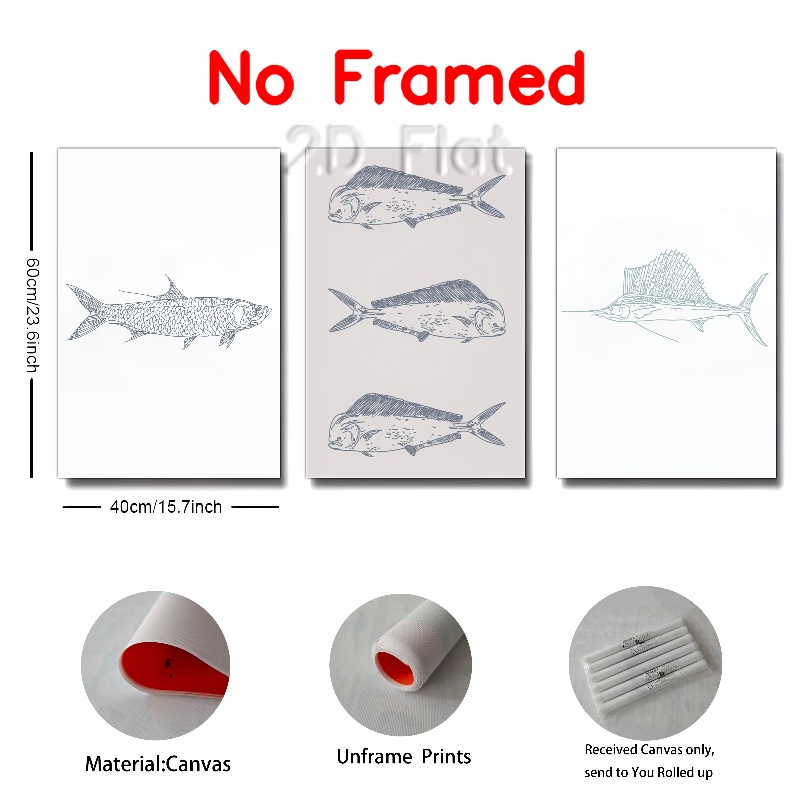 No Framed
2D Flat
60cm/23.6inch
40cm/15.7inch
Material:Canvas
Unframe Prints
Received Canvas only,
send to You Rolled up